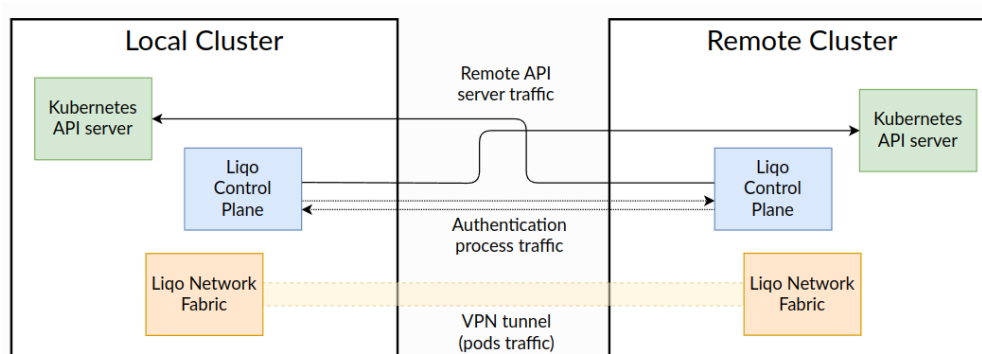 Local Cluster
Remote Cluster
Remote API
server traffic
Kubernetes
API server
Kubernetes
API server
Liqo
Control
Plane
Liqo
Control
Plane
Authentication
process traffic
Liqo Network
Fabric
Liqo Network
Fabric
VPN tunnel
(pods traffic)